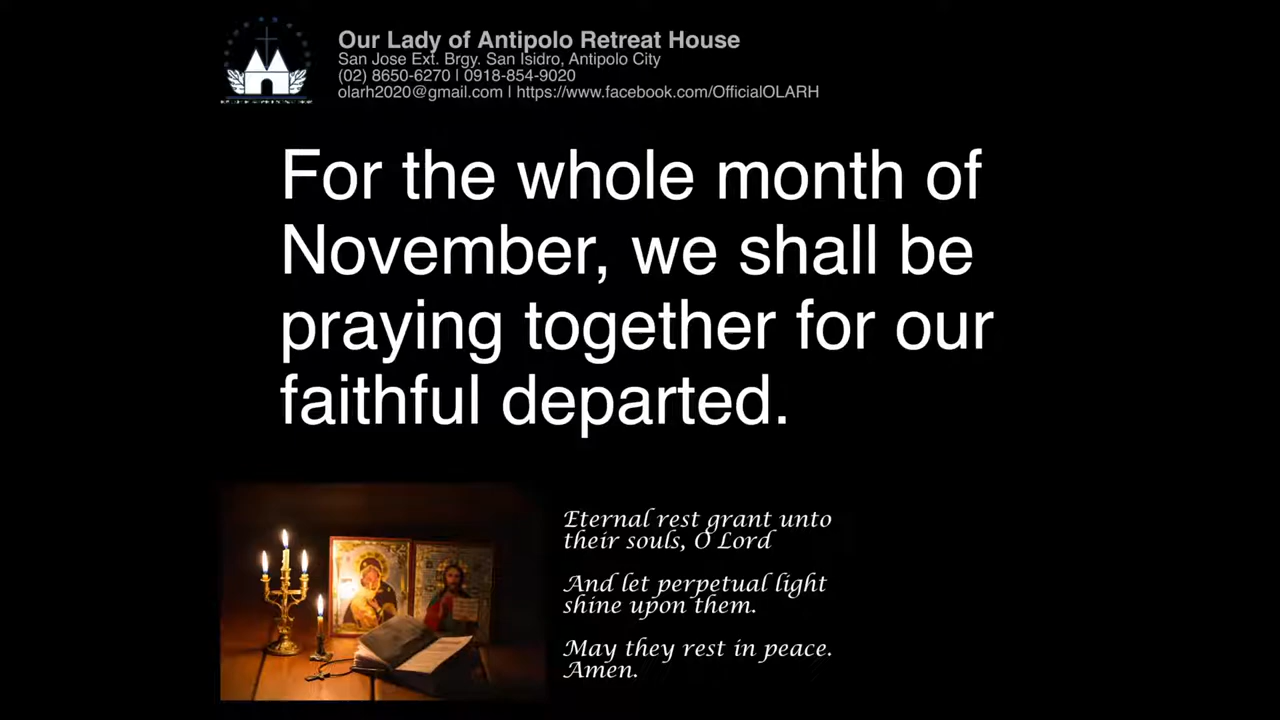 Our Lady of Antipolo Retreat House
San Jose Ext. Brgy. San Isidro, Antipolo City
(02) 8650-6270 | 0918-854-9020
olarh2020@gmail.com | https://www.facebook.com/OfficialOLARH
For the whole month of
November, we shall be
praying together for our
faithful departed.
Eternal rest grant unto
their souls, O Lord
And let perpetual light
shine upon them.
May they rest in peace.
Amen.